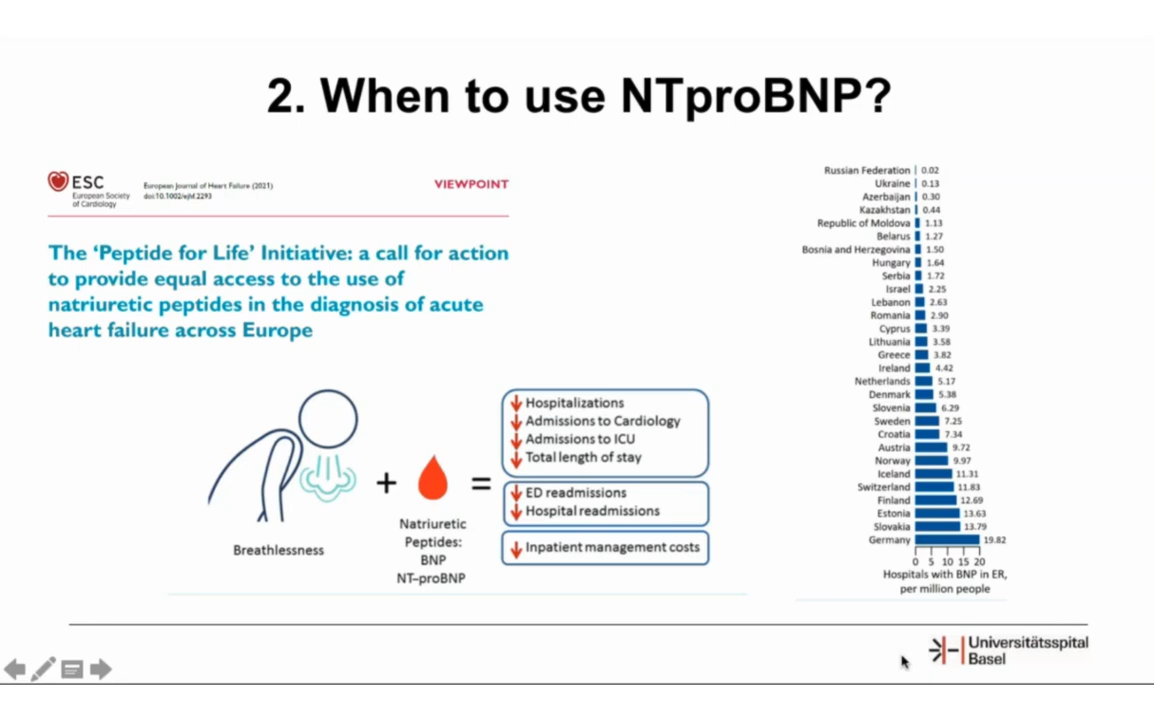 2. When to use NTproBNP?
ESC
European Society
of Cardiology
European Journal of Heart Failure (2021)
doi:10.1002/ejhf.2293
VIEWPOINT
The ‘Peptide for Life’ Initiative: a call for action
to provide equal access to the use of
natriuretic peptides in the diagnosis of acute
heart failure across Europe
Breathlessness
+
Natriuretic
Peptides:
BNP
NT-proBNP
=
Hospitalizations
Admissions to Cardiology
Admissions to ICU
Total length of stay
ED readmissions
Hospital readmissions
Inpatient management costs
Russian Federation 0.02
Ukraine 0.13
Azerbaijan 0.30
Kazakhstan 0.44
Republic of Moldova 1.13
Belarus 1.27
Bosnia and Herzegovina 1.50
Hungary 1.64
Serbia 1.72
Israel 2.25
Lebanon 2.63
Romania 2.90
Cyprus 3.39
Lithuania 3.58
Greece 3.82
Ireland 4.42
Netherlands 5.17
Denmark 5.38
Slovenia 6.29
Sweden 7.25
Croatia 7.34
Austria 9.72
Norway 9.97
Iceland 11.31
Switzerland 11.83
Finland 12.69
Estonia 13.63
Slovakia 13.79
Germany 19.82
0 5 10 15 20
Hospitals with BNP in ER,
per million people
Universitätsspital
Basel